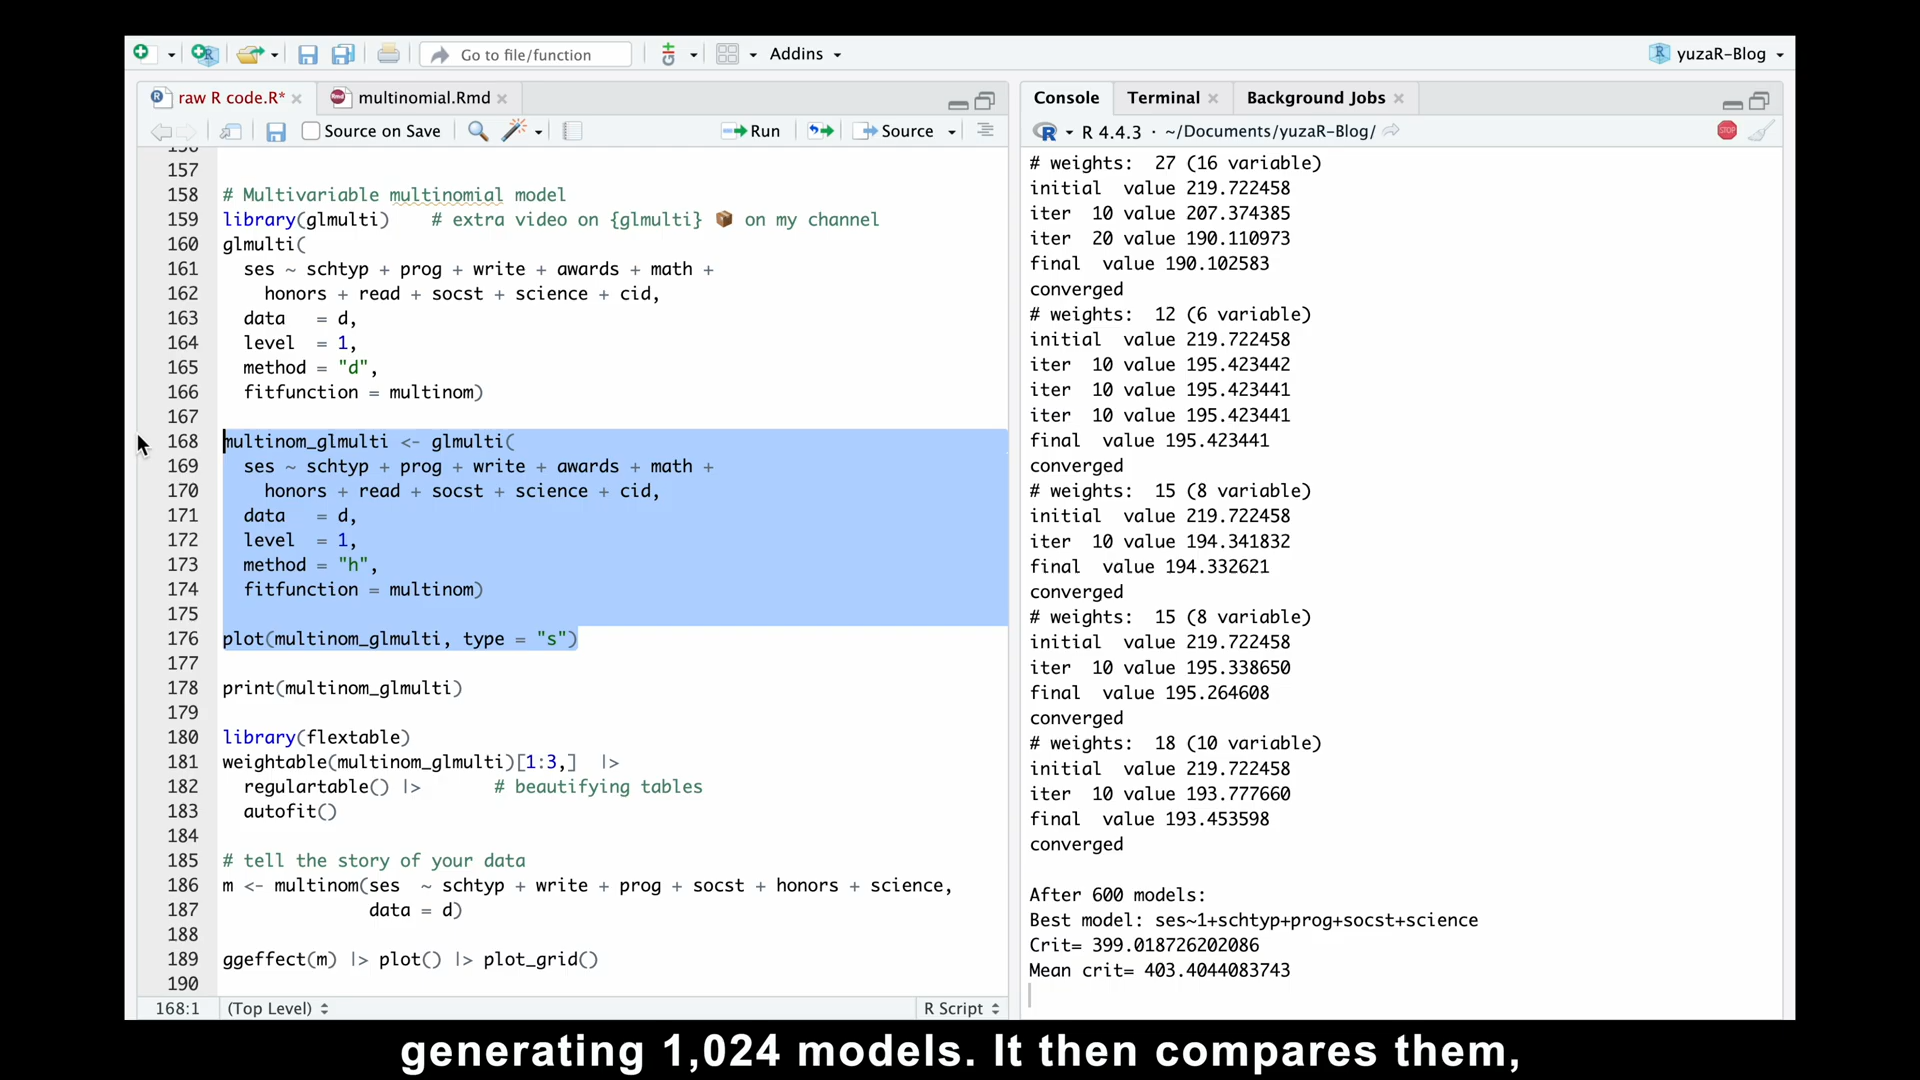 Go to file/function
Addins
yuzaR-Blog
raw R code.R*
multinomial.Rmd
Source on Save
Run
Source
157
158 # Multivariable multinomial model
159 library(glmulti) # extra video on {glmulti} 📦 on my channel
160 glmulti(
161 ses ~ schtyp + prog + write + awards + math +
162 honors + read + socst + science + cid,
163 data = d,
164 level = 1,
165 method = "d",
166 fitfunction = multinom)
167
168 multinom_glmulti <- glmulti(
169 ses ~ schtyp + prog + write + awards + math +
170 honors + read + socst + science + cid,
171 data = d,
172 level = 1,
173 method = "h",
174 fitfunction = multinom)
175
176 plot(multinom_glmulti, type = "s")
177
178 print(multinom_glmulti)
179
180 library(flextable)
181 weightable(multinom_glmulti)[1:3,] |>
182 regulartable() |> # beautifying tables
183 autofit()
184
185 # tell the story of your data
186 m <- multinom(ses ~ schtyp + write + prog + socst + honors + science,
187 data = d)
188
189 ggeffect(m) |> plot() |> plot_grid()
190
168:1 (Top Level) R Script
Console
Terminal
Background Jobs
R 4.4.3 · ~/Documents/yuzaR-Blog/
STOP
# weights: 27 (16 variable)
initial value 219.722458
iter 10 value 207.374385
iter 20 value 190.110973
final value 190.102583
converged
# weights: 12 (6 variable)
initial value 219.722458
iter 10 value 195.423442
iter 10 value 195.423441
iter 10 value 195.423441
final value 195.423441
converged
# weights: 15 (8 variable)
initial value 219.722458
iter 10 value 194.341832
final value 194.332621
converged
# weights: 15 (8 variable)
initial value 219.722458
iter 10 value 195.338650
final value 195.264608
converged
# weights: 18 (10 variable)
initial value 219.722458
iter 10 value 193.777660
final value 193.453598
converged
After 600 models:
Best model: ses~1+schtyp+prog+socst+science
Crit= 399.018726202086
Mean crit= 403.4044083743
generating 1,024 models. It then compares them,